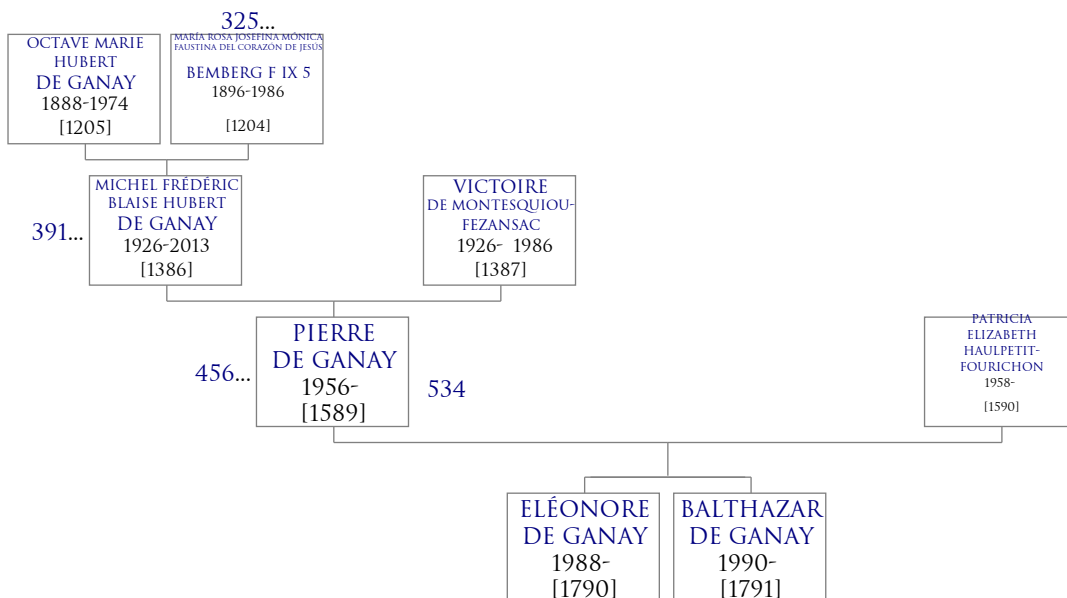 325...
OCTAVE MARIE
HUBERT
DE GANAY
1888-1974
[1205]
MARÍA ROSA JOSEFINA MÓNICA
FAUSTINA DEL CORAZÓN DE JESÚS
BEMBERG F IX 5
1896-1986
[1204]
391...
MICHEL FRÉDÉRIC
BLAISE HUBERT
DE GANAY
1926-2013
[1386]
VICTOIRE
DE MONTESQUIOU-
FEZANSAC
1926- 1986
[1387]
456...
PIERRE
DE GANAY
1956-
[1589]
534
PATRICIA
ELIZABETH
HAULPETIT-
FOURICHON
1958-
[1590]
ELÉONORE
DE GANAY
1988-
[1790]
BALTHAZAR
DE GANAY
1990-
[1791]